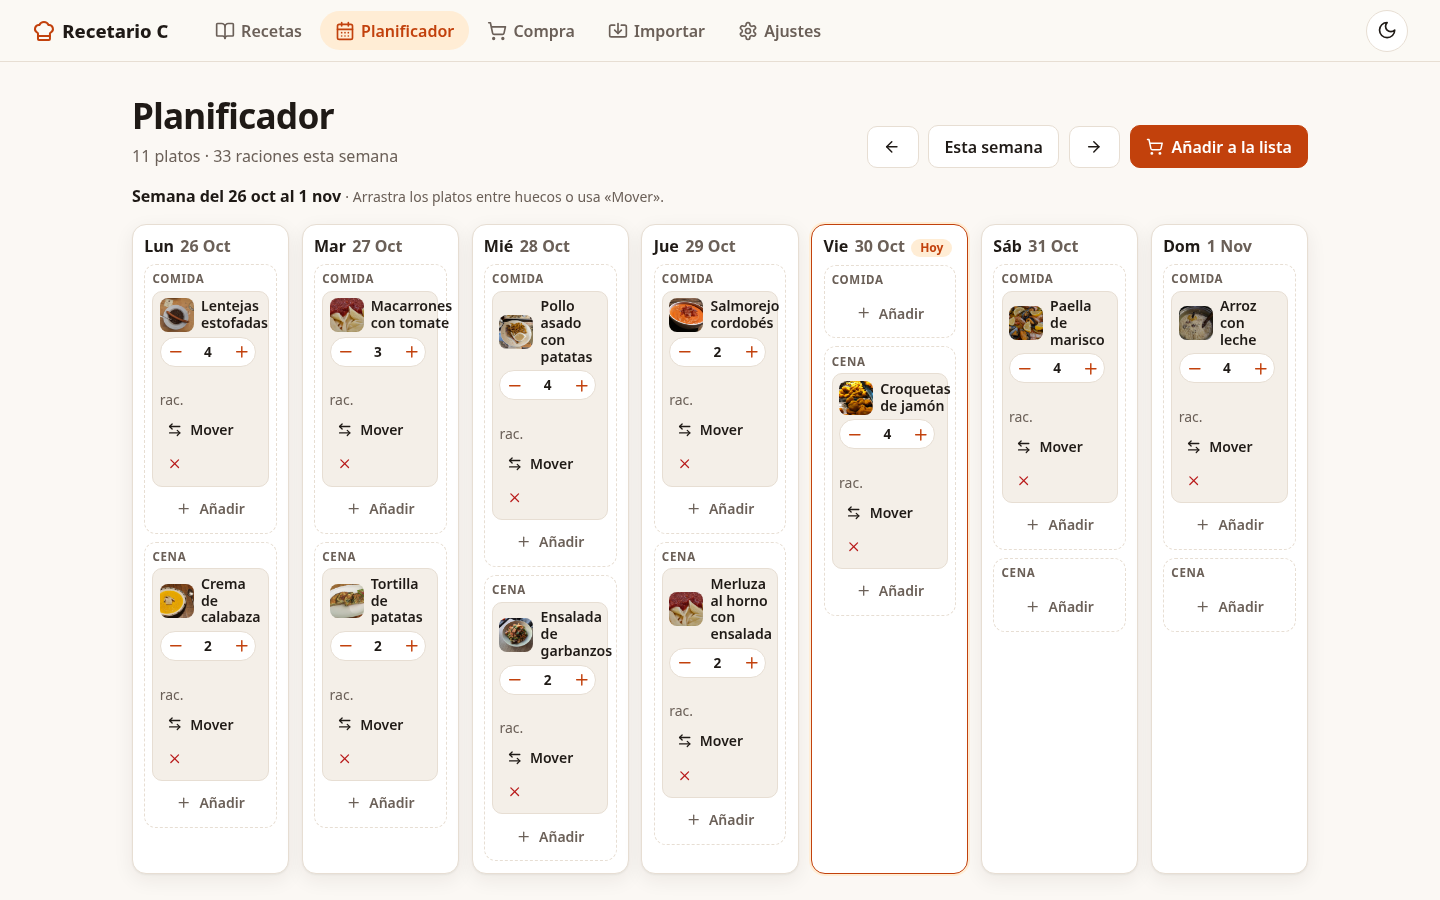 Recetario C
Recetas
Planificador
Compra
Importar
Ajustes
Planificador
11 platos · 33 raciones esta semana
Esta semana
Añadir a la lista
Semana del 26 oct al 1 nov · Arrastra los platos entre huecos o usa «Mover».
Lun 26 Oct
COMIDA
Lentejas
estofadas
4
rac.
Mover
Añadir
CENA
Crema
de
calabaza
2
rac.
Mover
Añadir
Mar 27 Oct
COMIDA
Macarrones
con tomate
3
rac.
Mover
Añadir
CENA
Tortilla
de
patatas
2
rac.
Mover
Añadir
Mié 28 Oct
COMIDA
Pollo
asado
con
patatas
4
rac.
Mover
Añadir
CENA
Ensalada
de
garbanzos
2
rac.
Mover
Añadir
Jue 29 Oct
COMIDA
Salmorejo
cordobés
2
rac.
Mover
Añadir
CENA
Merluza
al horno
con
ensalada
2
rac.
Mover
Añadir
Vie 30 Oct Hoy
COMIDA
Añadir
CENA
Croquetas
de jamón
4
rac.
Mover
Añadir
Sáb 31 Oct
COMIDA
Paella
de
marisco
4
rac.
Mover
Añadir
CENA
Añadir
Dom 1 Nov
COMIDA
Arroz
con
leche
4
rac.
Mover
Añadir
CENA
Añadir